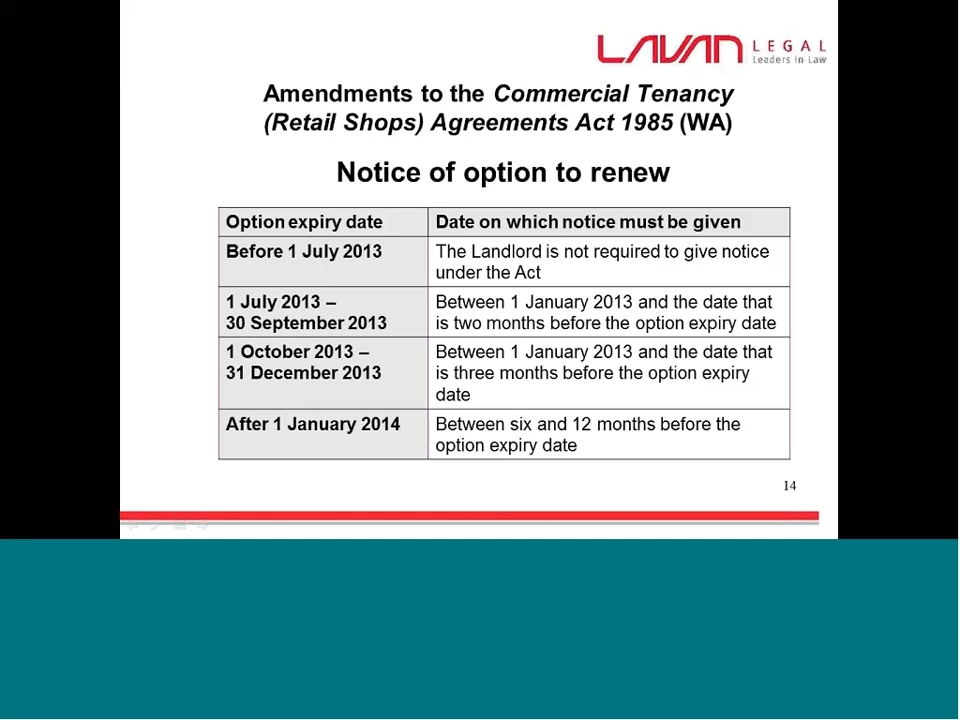 LAVAN LEGAL
Leaders in Law
Amendments to the Commercial Tenancy
(Retail Shops) Agreements Act 1985 (WA)
Notice of option to renew
Option expiry date
Date on which notice must be given
Before 1 July 2013
The Landlord is not required to give notice
under the Act
1 July 2013 –
30 September 2013
Between 1 January 2013 and the date that
is two months before the option expiry date
1 October 2013 –
31 December 2013
Between 1 January 2013 and the date that
is three months before the option expiry
date
After 1 January 2014
Between six and 12 months before the
option expiry date
14